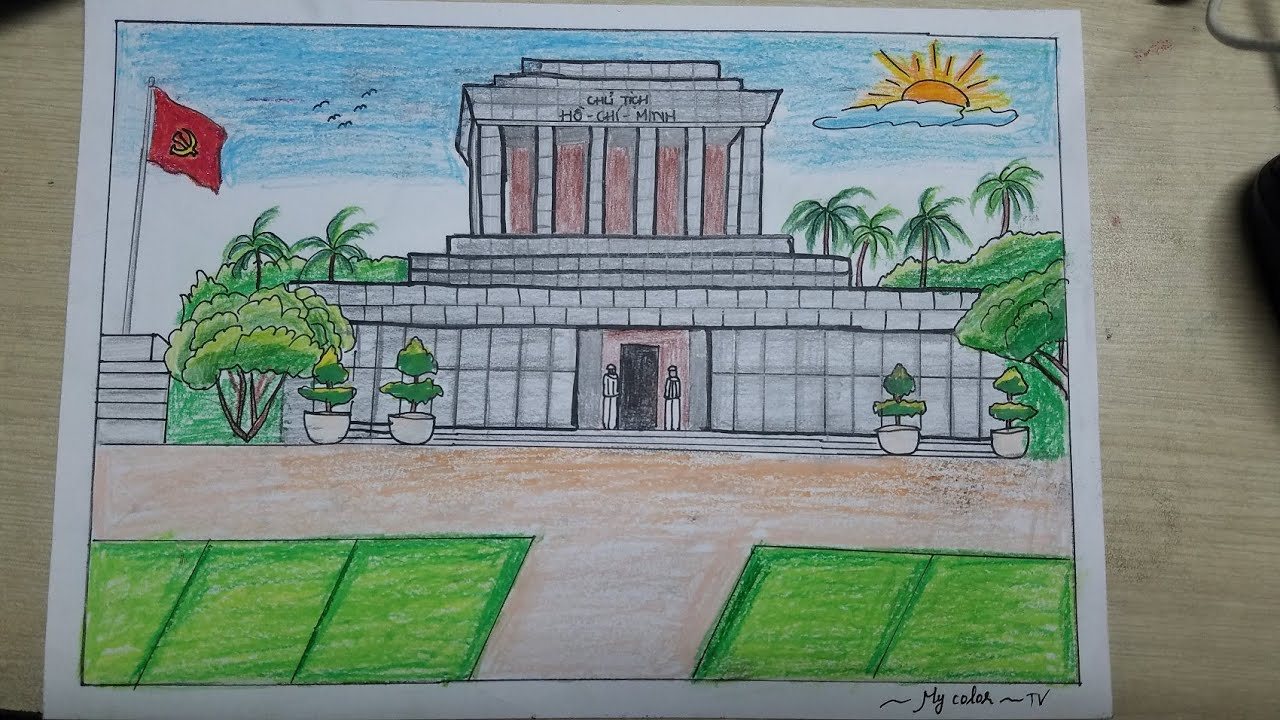 CHỦ TỊCH
HỒ - CHÍ - MINH
~ My color ~ TV